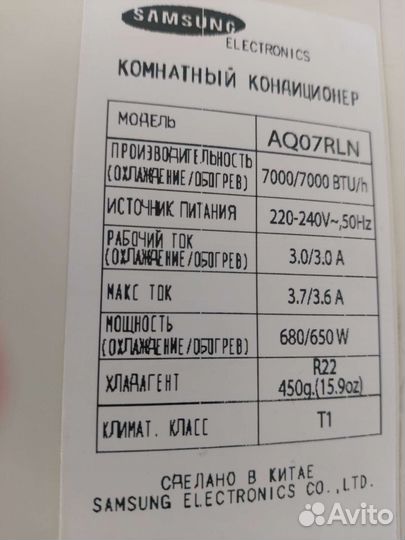 SAMSUNG
ELECTRONICS
КОМНАТНЫЙ КОНДИЦИОНЕР
МОДЕЛЬ AQ07RLN
ПРОИЗВОДИТЕЛЬНОСТЬ
(ОХЛАЖДЕНИЕ/ОБОГРЕВ) 7000/7000 BTU/h
ИСТОЧНИК ПИТАНИЯ 220-240V~,50Hz
РАБОЧИЙ ТОК
(ОХЛАЖДЕНИЕ/ОБОГРЕВ) 3.0/3.0 A
МАКС ТОК 3.7/3.6 A
МОЩНОСТЬ
(ОХЛАЖДЕНИЕ/ОБОГРЕВ) 680/650 W
ХЛАДАГЕНТ R22
450g.(15.9oz)
КЛИМАТ. КЛАСС T1
СДЕЛАНО В КИТАЕ
SAMSUNG ELECTRONICS CO.,LTD.
Avito